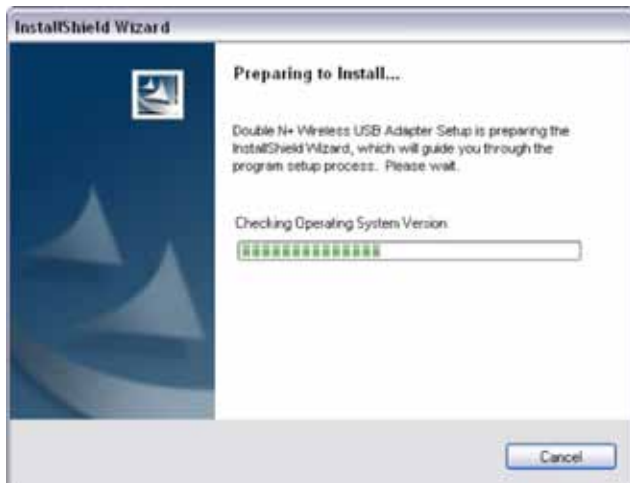 InstallShield Wizard
Preparing to Install...
Double N+ Wireless USB Adapter Setup is preparing the
InstallShield Wizard, which will guide you through the
program setup process. Please wait.
Checking Operating System Version
Cancel